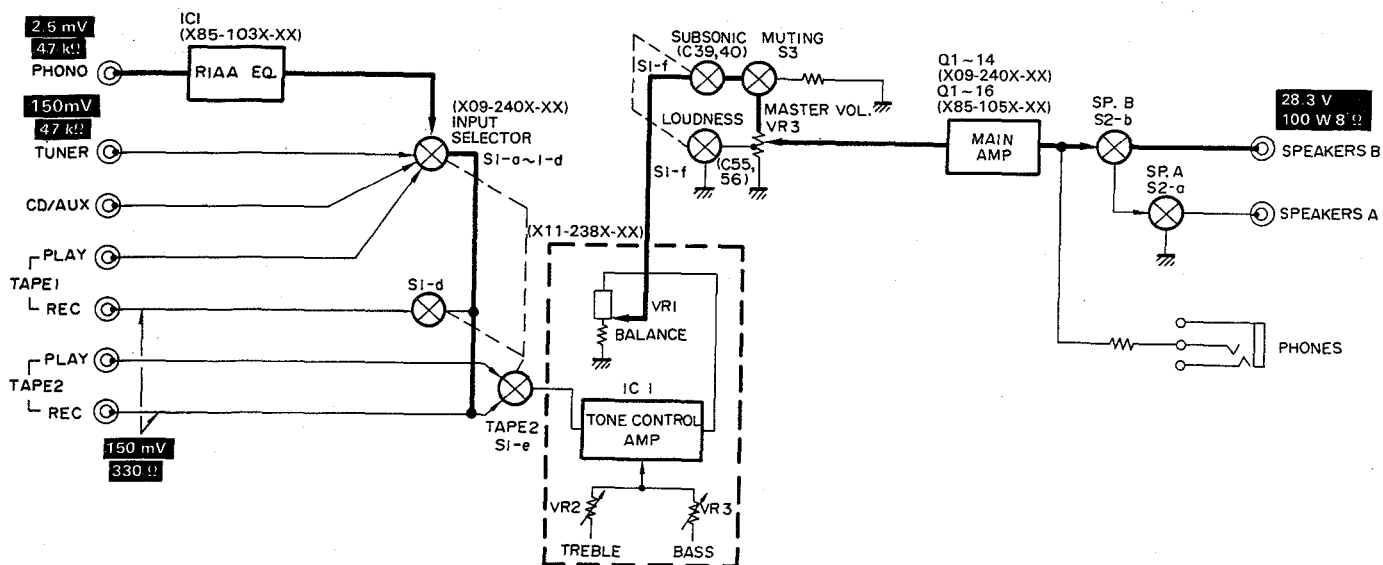 2.5 mV
47 kΩ
PHONO
IC1
(X85-103X-XX)
RIAA EQ.
150mV
47 kΩ
TUNER
(X09-240X-XX)
INPUT
SELECTOR
S1-a~1-d
CD/AUX
PLAY
TAPE1
REC
S1-d
PLAY
TAPE2
REC
150 mV
330 Ω
TAPE2
S1-e
(X11-238X-XX)
VR1
BALANCE
IC 1
TONE CONTROL
AMP
VR2
VR3
TREBLE
BASS
SUBSONIC
(C39,40)
MUTING
S3
S1-f
LOUDNESS
MASTER VOL.
VR3
S1-f
(C55,
56)
Q1~14
(X09-240X-XX)
Q1~16
(X85-105X-XX)
MAIN
AMP
SP. B
S2-b
28.3 V
100 W 8 Ω
SPEAKERS B
SP. A
S2-a
SPEAKERS A
PHONES